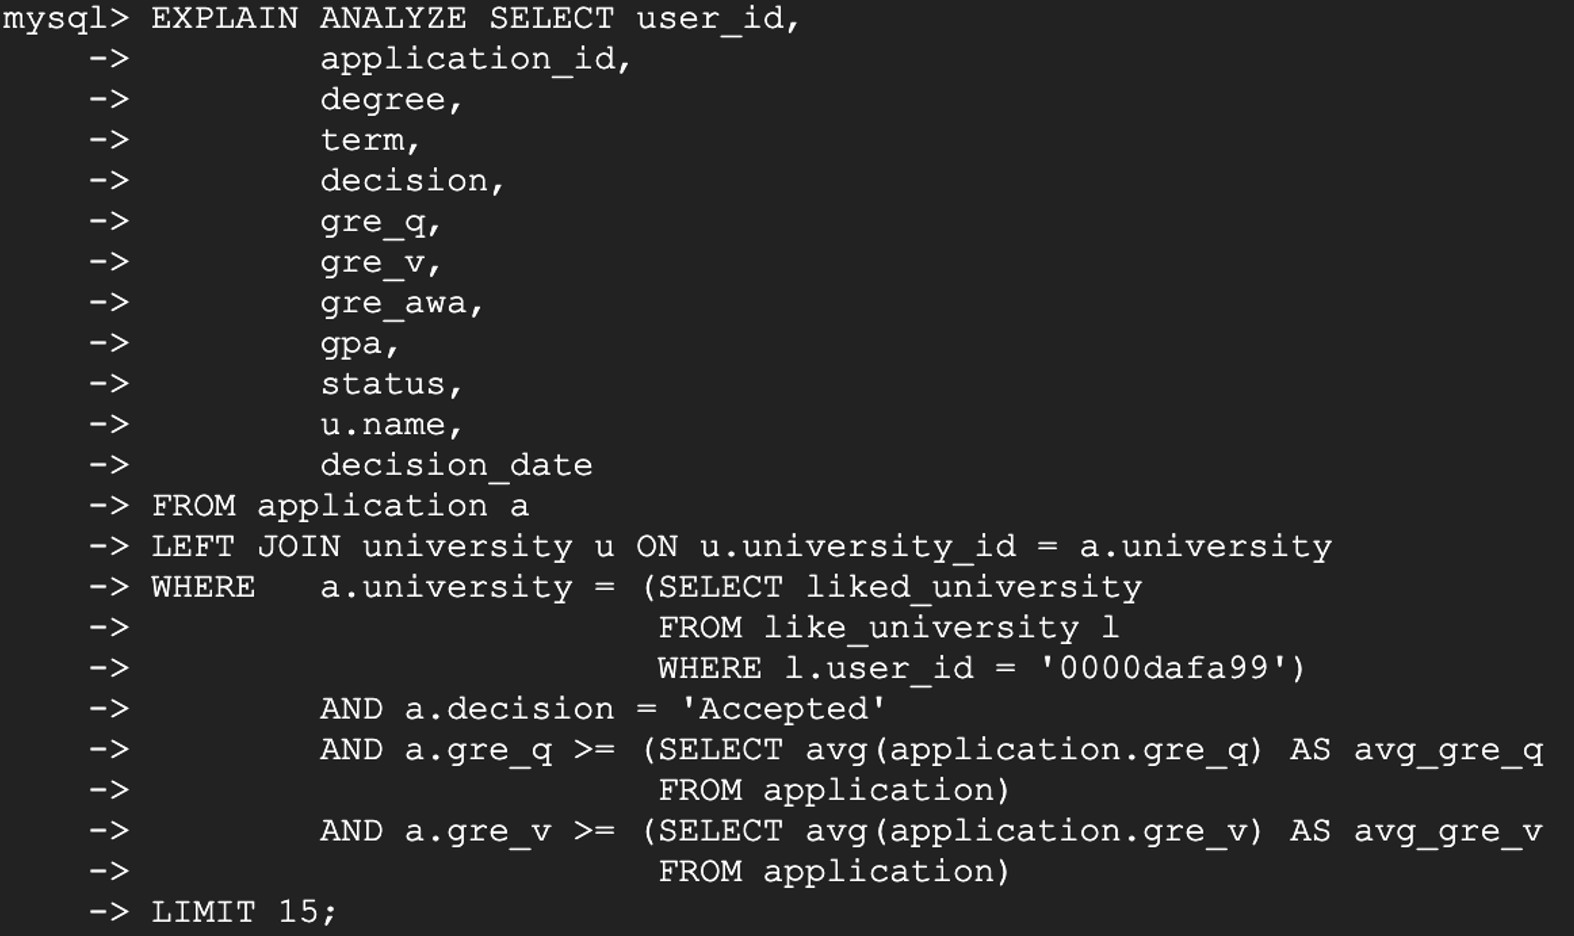 mysql> EXPLAIN ANALYZE SELECT user_id,
    ->         application_id,
    ->         degree,
    ->         term,
    ->         decision,
    ->         gre_q,
    ->         gre_v,
    ->         gre_awa,
    ->         gpa,
    ->         status,
    ->         u.name,
    ->         decision_date
    -> FROM application a
    -> LEFT JOIN university u ON u.university_id = a.university
    -> WHERE   a.university = (SELECT liked_university
    ->                         FROM like_university l
    ->                         WHERE l.user_id = '0000dafa99')
    ->         AND a.decision = 'Accepted'
    ->         AND a.gre_q >= (SELECT avg(application.gre_q) AS avg_gre_q
    ->                         FROM application)
    ->         AND a.gre_v >= (SELECT avg(application.gre_v) AS avg_gre_v
    ->                         FROM application)
    -> LIMIT 15;